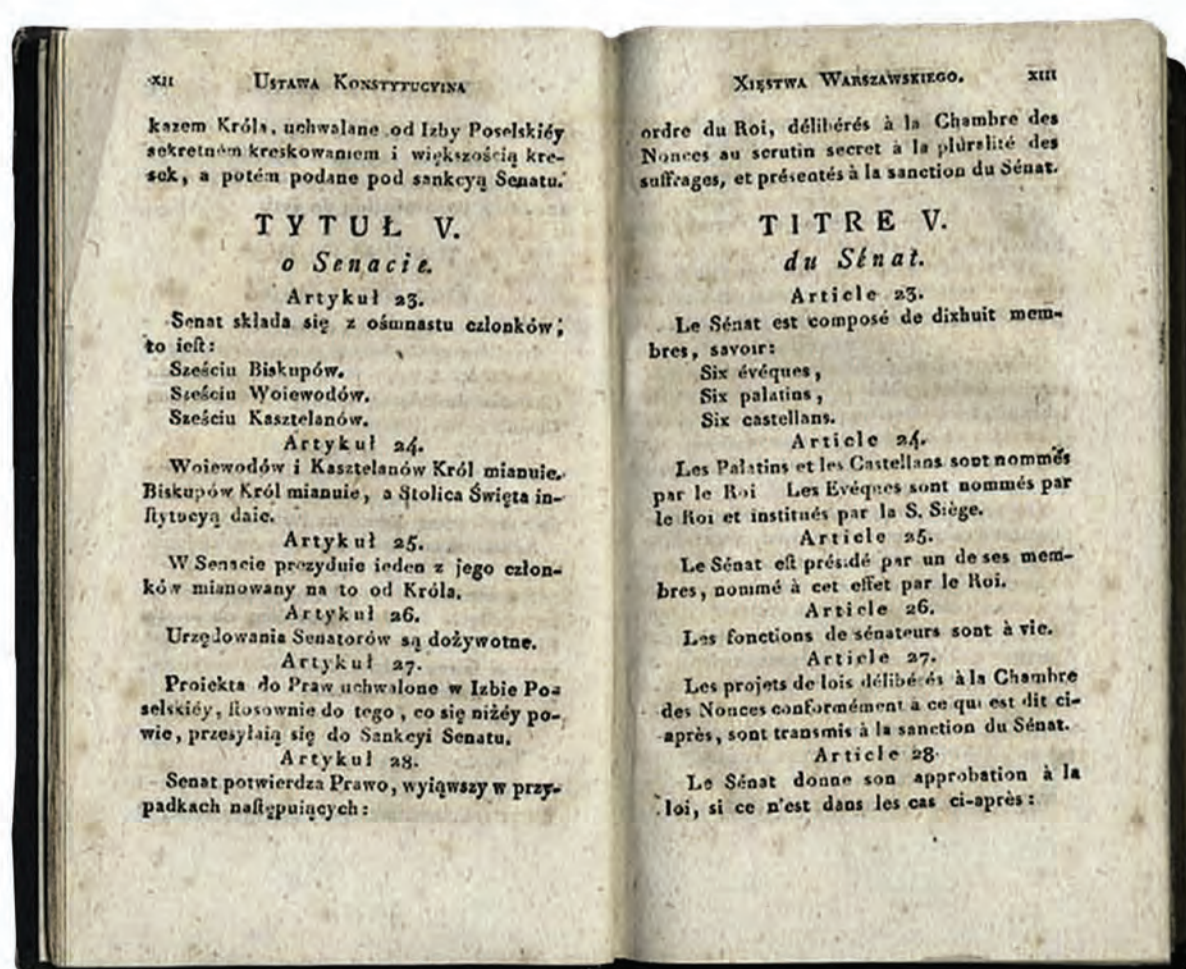 XII USTAWA KONSTYTUCYINA
kazem Króla, uchwalane od Izby Poselskiéy
sekretném kreskowaniem i większością kre-
sek, a potém podane pod sankcyą Senatu.
TYTUŁ V.
o Senacie.
Artykuł 23.
Senat składa się z ośmnastu członków,
to ieſt:
Sześciu Biskupów.
Sześciu Woiewodów.
Sześciu Kasztelanów.
Artykuł 24.
Woiewodów i Kasztelanów Król mianuie.
Biskupów Król mianuie, a Stolica Święta in-
ſtytucyą daie.
Artykuł 25.
W Senacie prezyduie ieden z jego człon-
ków mianowany na to od Króla.
Artykuł 26.
Urzędowania Senatorów są dożywotne.
Artykuł 27.
Proiekta do Praw uchwalone w Izbie Po-
selskiéy, ſtosownie do tego, co się niżéy po-
wie, przesyłaią się do Sankcyi Senatu.
Artykuł 28.
Senat potwierdza Prawo, wyiąwszy w przy-
padkach naſtępuiących:
XIĘSTWA WARSZAWSKIEGO. XIII
ordre du Roi, délibérés à la Chambre des
Nonces au scrutin secret à la plûralité des
suffrages, et présentés à la sanction du Sénat.
TITRE V.
du Sénat.
Article 23.
Le Sénat est composé de dixhuit mem-
bres, savoir:
Six évéques,
Six palatins,
Six castellans.
Article 24.
Les Palatins et les Castellans sont nommés
par le Roi Les Evéques sont nommés par
le Roi et institués par la S. Siège.
Article 25.
Le Sénat eſt présidé par un de ses mem-
bres, nommé à cet effet par le Roi.
Article 26.
Les fonctions de sénateurs sont à vie.
Article 27.
Les projets de lois délibérés à la Chambre
des Nonces conformément à ce qui est dit ci-
après, sont transmis à la sanction du Sénat.
Article 28.
Le Sénat donne son approbation à la
loi, si ce n'est dans les cas ci-après: